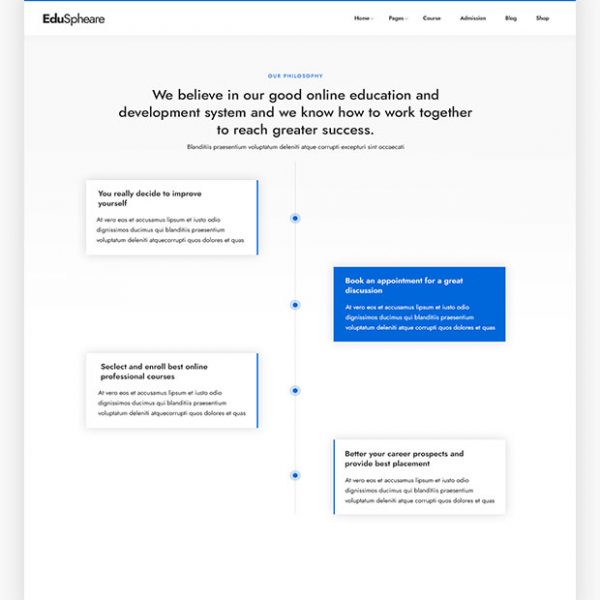 EduSpheare
Home Pages Course Admission Blog Shop
OUR PHILOSOPHY
We believe in our good online education and
development system and we know how to work together
to reach greater success.
Blanditiis praesentium voluptatum deleniti atque corrupti excepturi sint occaecati
You really decide to improve
yourself
At vero eos et accusamus lipsum et iusto odio
dignissimos ducimus qui blanditiis praesentium
voluptatum deleniti atquecorrupti quos dolores et quas
Book an appointment for a great
discussion
At vero eos et accusamus lipsum et iusto odio
dignissimos ducimus qui blanditiis praesentium
voluptatum deleniti atque corrupti quos dolores et quas
Seclect and enroll best online
professional courses
At vero eos et accusamus lipsum et iusto odio
dignissimos ducimus qui blanditiis praesentium
voluptatum deleniti atquecorrupti quos dolores et quas
Better your career prospects and
provide best placement
At vero eos et accusamus lipsum et iusto odio
dignissimos ducimus qui blanditiis praesentium
voluptatum deleniti atque corrupti quos dolores et quas